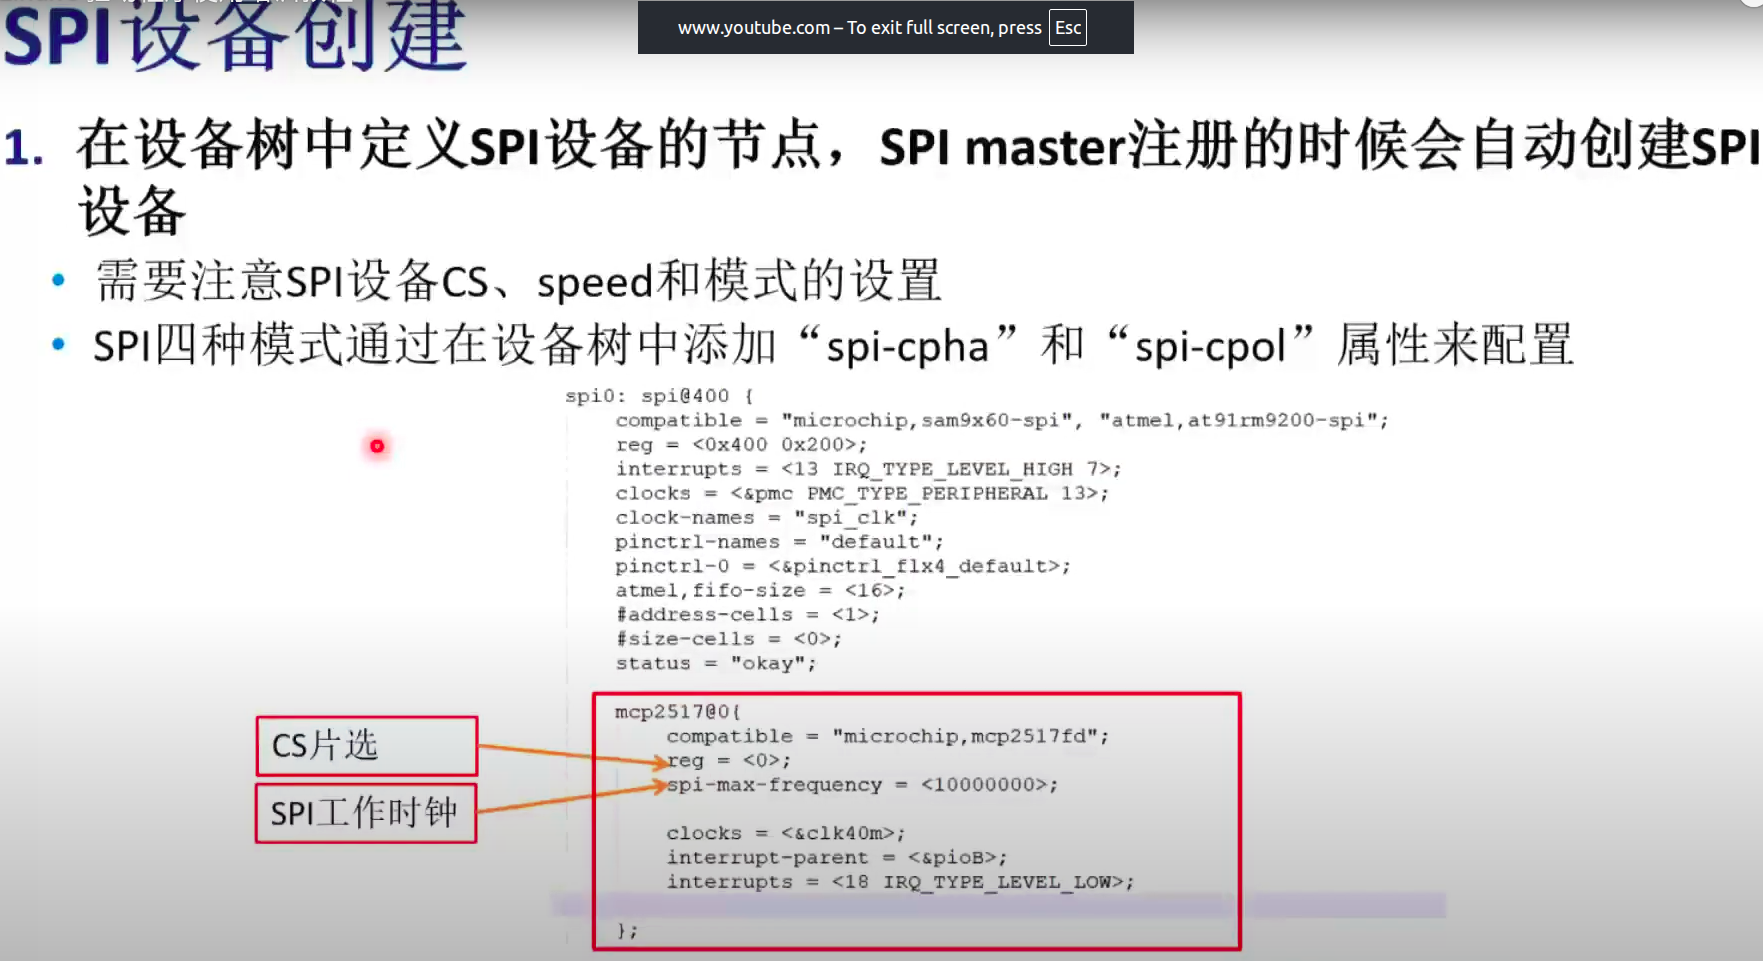 www.youtube.com – To exit full screen, press Esc
SPI设备创建
1. 在设备树中定义SPI设备的节点，SPI master注册的时候会自动创建SPI
设备
• 需要注意SPI设备CS、speed和模式的设置
• SPI四种模式通过在设备树中添加“spi-cpha”和“spi-cpol”属性来配置
spi0: spi@400 {
compatible = "microchip,sam9x60-spi", "atmel,at91rm9200-spi";
reg = <0x400 0x200>;
interrupts = <13 IRQ_TYPE_LEVEL_HIGH 7>;
clocks = <&pmc PMC_TYPE_PERIPHERAL 13>;
clock-names = "spi_clk";
pinctrl-names = "default";
pinctrl-0 = <&pinctrl_flx4_default>;
atmel,fifo-size = <16>;
#address-cells = <1>;
#size-cells = <0>;
status = "okay";
mcp2517@0{
compatible = "microchip,mcp2517fd";
CS片选
reg = <0>;
spi-max-frequency = <10000000>;
SPI工作时钟
clocks = <&clk40m>;
interrupt-parent = <&pioB>;
interrupts = <18 IRQ_TYPE_LEVEL_LOW>;
};